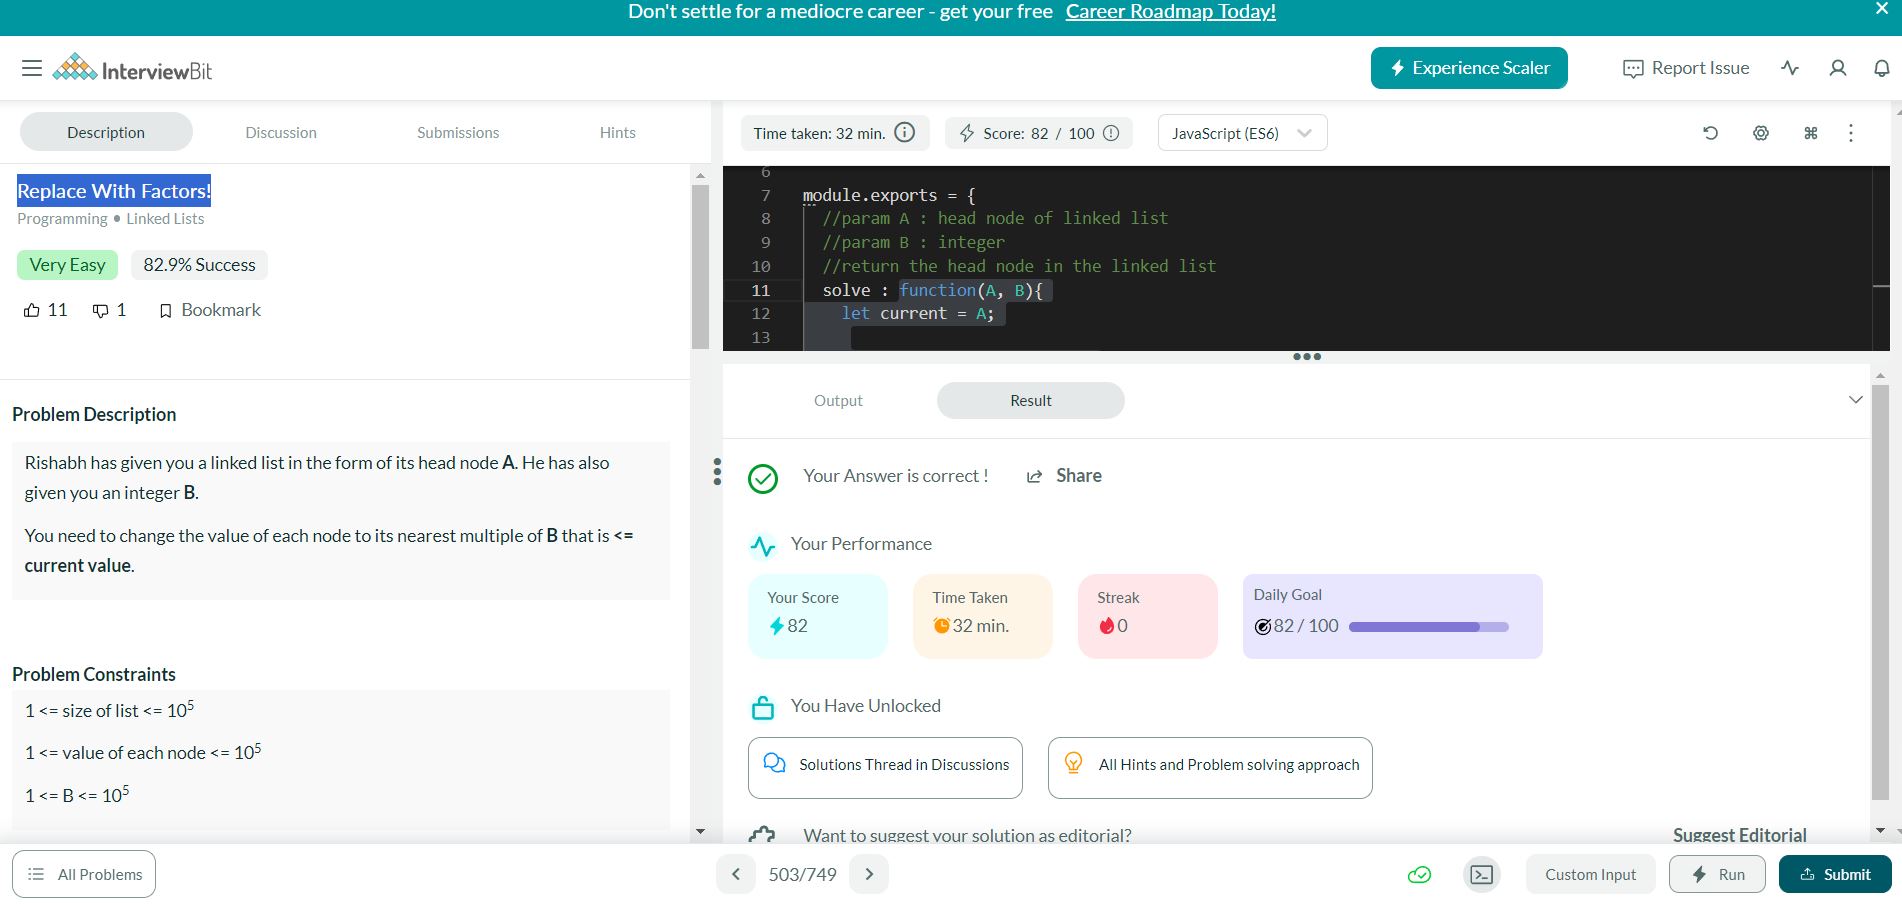 Don't settle for a mediocre career - get your free Career Roadmap Today!
InterviewBit
Experience Scaler
Report Issue
Description
Discussion
Submissions
Hints
Time taken: 32 min.
Score: 82 / 100
JavaScript (ES6)
Replace With Factors!
Programming • Linked Lists
Very Easy
82.9% Success
11
1
Bookmark
Problem Description
Rishabh has given you a linked list in the form of its head node A. He has also
given you an integer B.
You need to change the value of each node to its nearest multiple of B that is <=
current value.
Problem Constraints
1 <= size of list <= 10^5
1 <= value of each node <= 10^5
1 <= B <= 10^5
6
7 module.exports = {
8 //param A : head node of linked list
9 //param B : integer
10 //return the head node in the linked list
11 solve : function(A, B){
12 let current = A;
13
Output
Result
Your Answer is correct !
Share
Your Performance
Your Score
82
Time Taken
32 min.
Streak
0
Daily Goal
82 / 100
You Have Unlocked
Solutions Thread in Discussions
All Hints and Problem solving approach
Want to suggest your solution as editorial?
Suggest Editorial
All Problems
503/749
Custom Input
Run
Submit